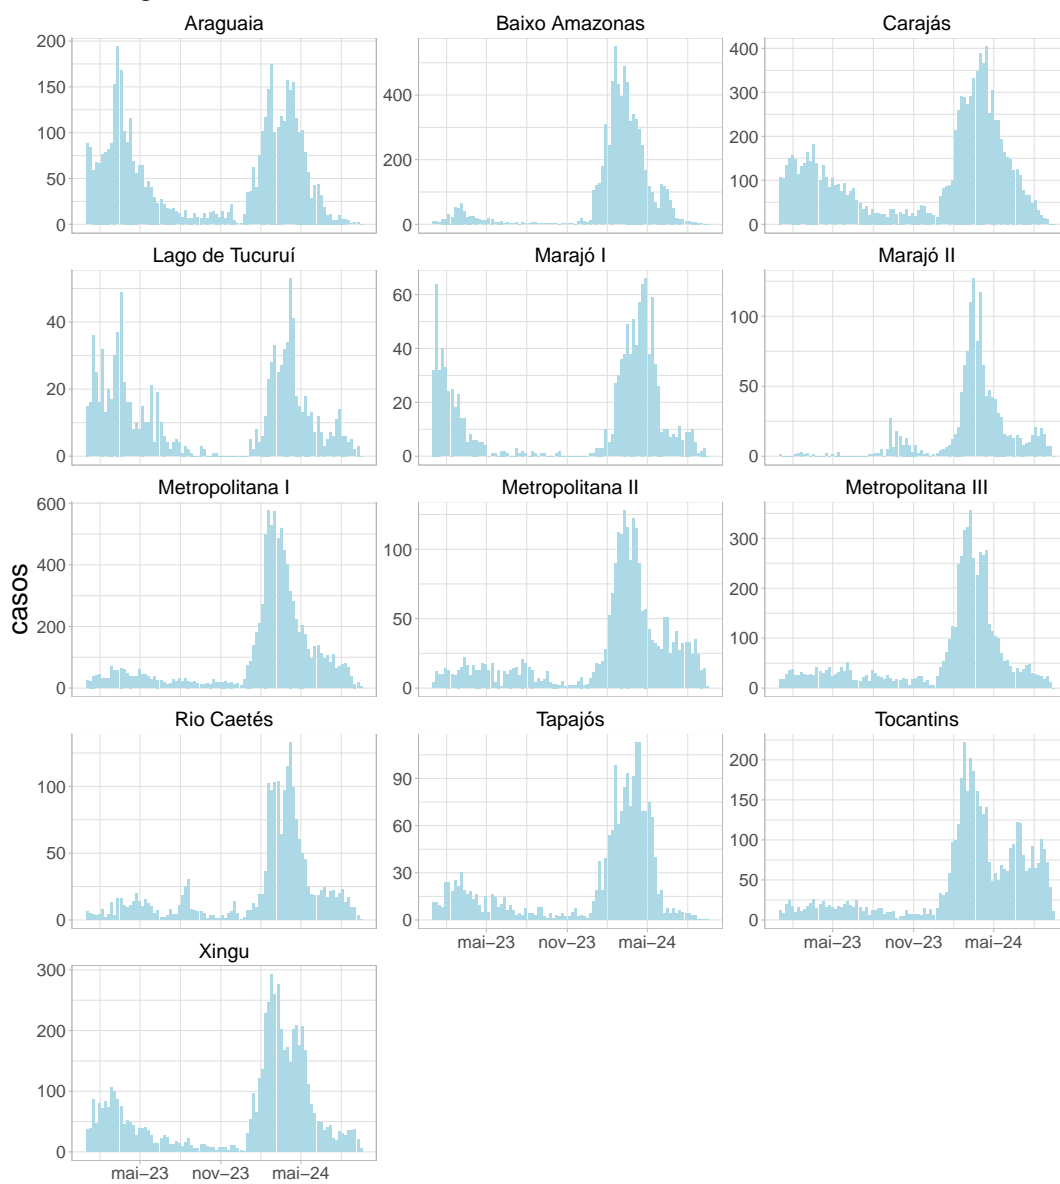 Araguaia
Baixo Amazonas
Carajás
200
150
100
50
0
400
200
0
400
300
200
100
0
Lago de Tucuruí
Marajó I
Marajó II
40
20
0
60
40
20
0
100
50
0
Metropolitana I
Metropolitana II
Metropolitana III
600
400
200
0
100
50
0
300
200
100
0
casos
Rio Caetés
Tapajós
Tocantins
100
50
0
90
60
30
0
200
150
100
50
0
mai−23 nov−23 mai−24
mai−23 nov−23 mai−24
Xingu
300
200
100
0
mai−23 nov−23 mai−24